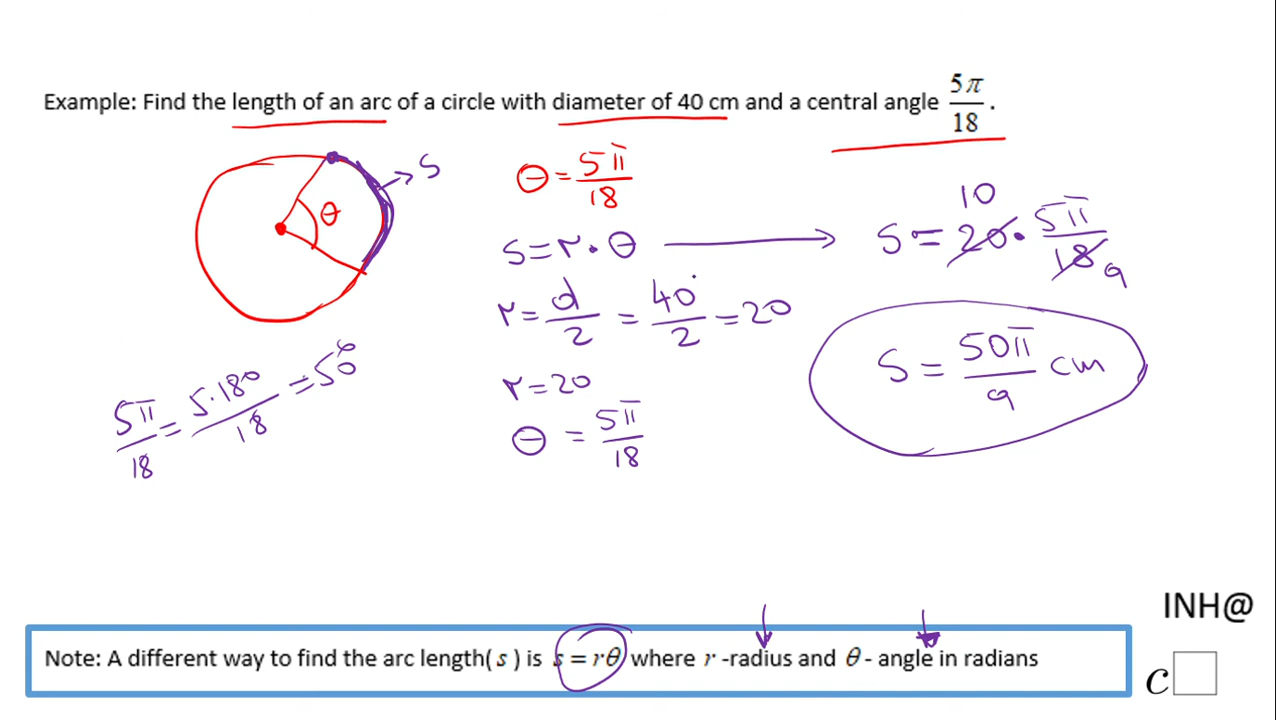 Example: Find the length of an arc of a circle with diameter of 40 cm and a central angle 5π/18.
S
θ
θ = 5π/18
S = r · θ
r = d/2 = 40/2 = 20
r = 20
θ = 5π/18
5π/18 = 5·180/18 = 50°
10
S = 20 · 5π/18
9
S = 50π/9 cm
INH@
Note: A different way to find the arc length(s) is s = rθ where r -radius and θ - angle in radians
c